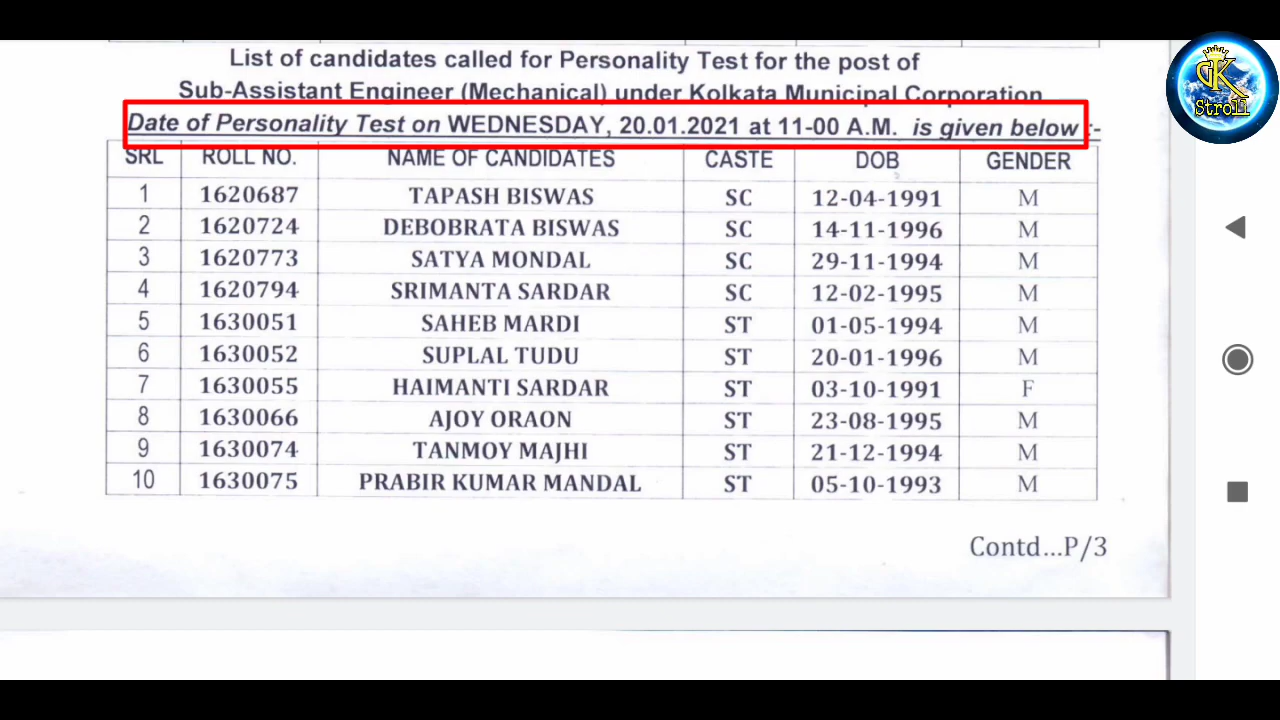 List of candidates called for Personality Test for the post of
Sub-Assistant Engineer (Mechanical) under Kolkata Municipal Corporation
Date of Personality Test on WEDNESDAY, 20.01.2021 at 11-00 A.M. is given below :-
SRL ROLL NO. NAME OF CANDIDATES CASTE DOB GENDER
1 1620687 TAPASH BISWAS SC 12-04-1991 M
2 1620724 DEBOBRATA BISWAS SC 14-11-1996 M
3 1620773 SATYA MONDAL SC 29-11-1994 M
4 1620794 SRIMANTA SARDAR SC 12-02-1995 M
5 1630051 SAHEB MARDI ST 01-05-1994 M
6 1630052 SUPLAL TUDU ST 20-01-1996 M
7 1630055 HAIMANTI SARDAR ST 03-10-1991 F
8 1630066 AJOY ORAON ST 23-08-1995 M
9 1630074 TANMOY MAJHI ST 21-12-1994 M
10 1630075 PRABIR KUMAR MANDAL ST 05-10-1993 M
Contd...P/3
GK
Stroll